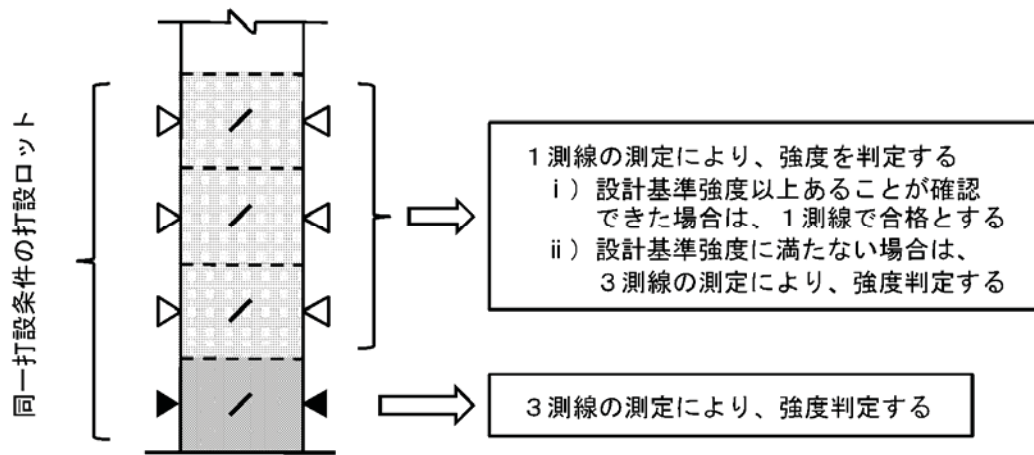 同一打設条件の打設ロット
1測線の測定により、強度を判定する
ⅰ）設計基準強度以上あることが確認
できた場合は、1測線で合格とする
ⅱ）設計基準強度に満たない場合は、
3測線の測定により、強度判定する
3測線の測定により、強度判定する